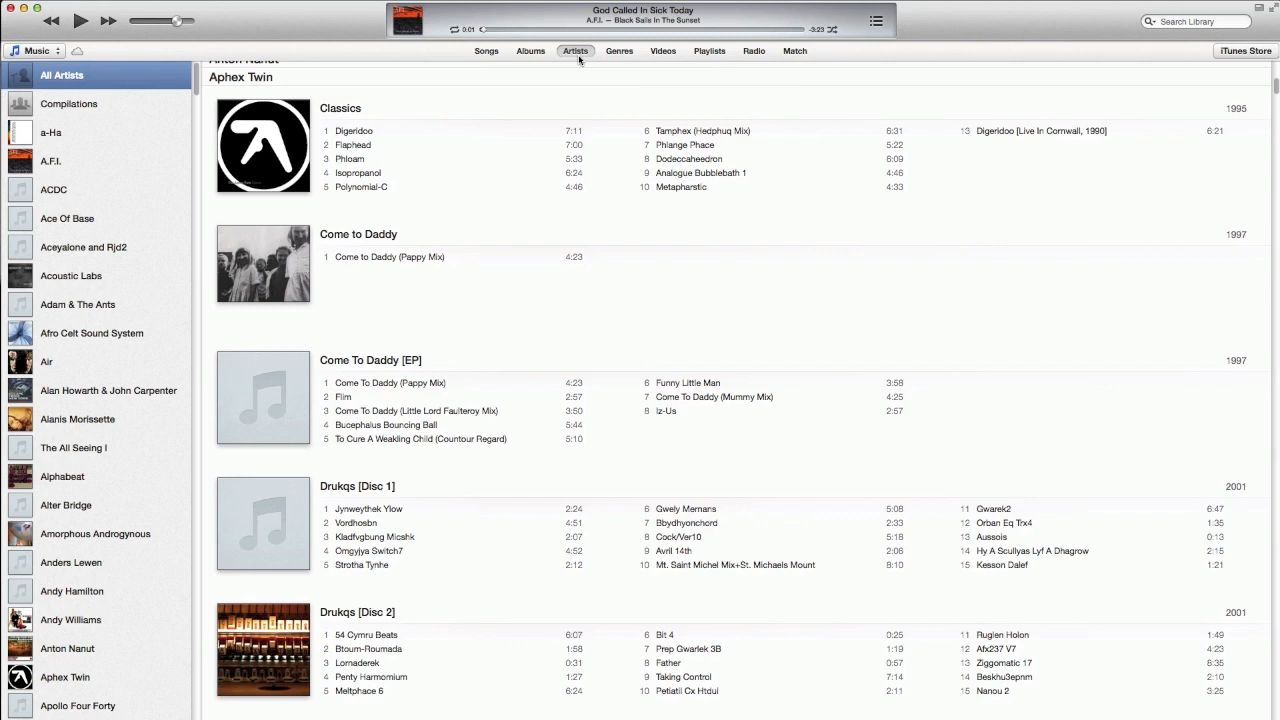 God Called In Sick Today
A.F.I. — Black Sails In The Sunset
0:01
-3:23
Search Library
Music
Songs
Albums
Artists
Genres
Videos
Playlists
Radio
Match
iTunes Store
All Artists
Compilations
a-Ha
A.F.I.
ACDC
Ace Of Base
Aceyalone and Rjd2
Acoustic Labs
Adam & The Ants
Afro Celt Sound System
Air
Alan Howarth & John Carpenter
Alanis Morissette
The All Seeing I
Alphabeat
Alter Bridge
Amorphous Androgynous
Anders Lewen
Andy Hamilton
Andy Williams
Anton Nanut
Aphex Twin
Apollo Four Forty
Anton Nanut
Aphex Twin
Classics 1995
1 Digeridoo 7:11
2 Flaphead 7:00
3 Phloam 5:33
4 Isopropanol 6:24
5 Polynomial-C 4:46
6 Tamphex (Hedphuq Mix) 6:31
7 Phlange Phace 5:22
8 Dodeccaheedron 6:09
9 Analogue Bubblebath 1 4:46
10 Metapharstic 4:33
Digeridoo [Live In Cornwall, 1990] 6:21
Come to Daddy 1997
1 Come to Daddy (Pappy Mix) 4:23
Come To Daddy [EP] 1997
1 Come To Daddy (Pappy Mix) 4:23
2 Flim 2:57
3 Come To Daddy (Little Lord Faulteroy Mix) 3:50
4 Bucephalus Bouncing Ball 5:44
5 To Cure A Weakling Child (Countour Regard) 5:10
6 Funny Little Man 3:58
7 Come To Daddy (Mummy Mix) 4:25
8 Iz-Us 2:57
Drukqs [Disc 1] 2001
1 Jynweythek Ylow 2:24
2 Vordhosbn 4:51
3 Kladfvgbung Micshk 2:07
4 Omgyjya Switch7 4:52
5 Strotha Tynhe 2:12
6 Gwely Mernans 5:08
7 Bbydhyonchord 2:33
8 Cock/Ver10 5:18
9 Avril 14th 2:06
10 Mt. Saint Michel Mix+St. Michaels Mount 8:10
11 Gwarek2 6:47
12 Orban Eq Trx4 1:35
13 Aussois 0:13
14 Hy A Scullyas Lyf A Dhagrow 2:15
15 Kesson Dalef 1:21
Drukqs [Disc 2] 2001
1 54 Cymru Beats 6:07
2 Btoum-Roumada 1:58
3 Lornaderek 0:31
4 Penty Harmomium 1:27
5 Meltphace 6 6:24
6 Bit 4 0:25
7 Prep Gwarlek 3B 1:19
8 Father 0:57
9 Taking Control 7:14
10 Petiatil Cx Htdui 2:11
11 Ruglen Holon 1:49
12 Afx237 V7 4:23
13 Ziggomatic 17 8:35
14 Beskhu3epnm 2:10
15 Nanou 2 3:25